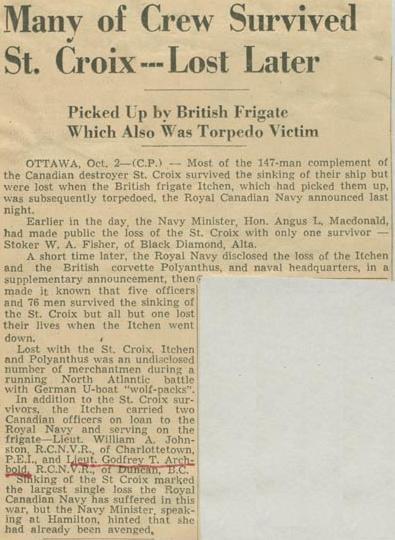 Many of Crew Survived
St. Croix---Lost Later
Picked Up by British Frigate
Which Also Was Torpedo Victim
OTTAWA, Oct. 2—(C.P.) — Most of the 147-man complement of
the Canadian destroyer St. Croix survived the sinking of their ship but
were lost when the British frigate Itchen, which had picked them up,
was subsequently torpedoed, the Royal Canadian Navy announced last
night.
Earlier in the day, the Navy Minister, Hon. Angus L, Macdonald,
had made public the loss of the St. Croix with only one survivor —
Stoker W. A. Fisher, of Black Diamond, Alta.
A short time later, the Royal Navy disclosed the loss of the Itchen
and the British corvette Polyanthus, and naval headquarters, in a
supplementary announcement, then
made it known that five officers
and 76 men survived the sinking of
the St. Croix but all but one lost
their lives when the Itchen went
down.
Lost with the St. Croix, Itchen
and Polyanthus was an undisclosed
number of merchantmen during a
running North Atlantic battle
with German U-boat "wolf-packs".
In addition to the St. Croix sur-
vivors, the Itchen carried two
Canadian officers on loan to the
Royal Navy and serving on the
frigate—Lieut. William A. John-
ston, R.C.N.V.R., of Charlottetown,
P.E.I., and Lieut. Godfrey T. Arch-
bold, R.C.N.V.R., of Duncan, B.C.
Sinking of the St Croix marked
the largest single loss the Royal
Canadian Navy has suffered in this
war, but the Navy Minister, speak-
ing at Hamilton, hinted that she
had already been avenged.